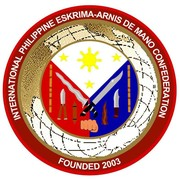 INTERNATIONAL PHILIPPINE ESKRIMA-ARNIS DE MANO CONFEDERATION
FOUNDED 2003